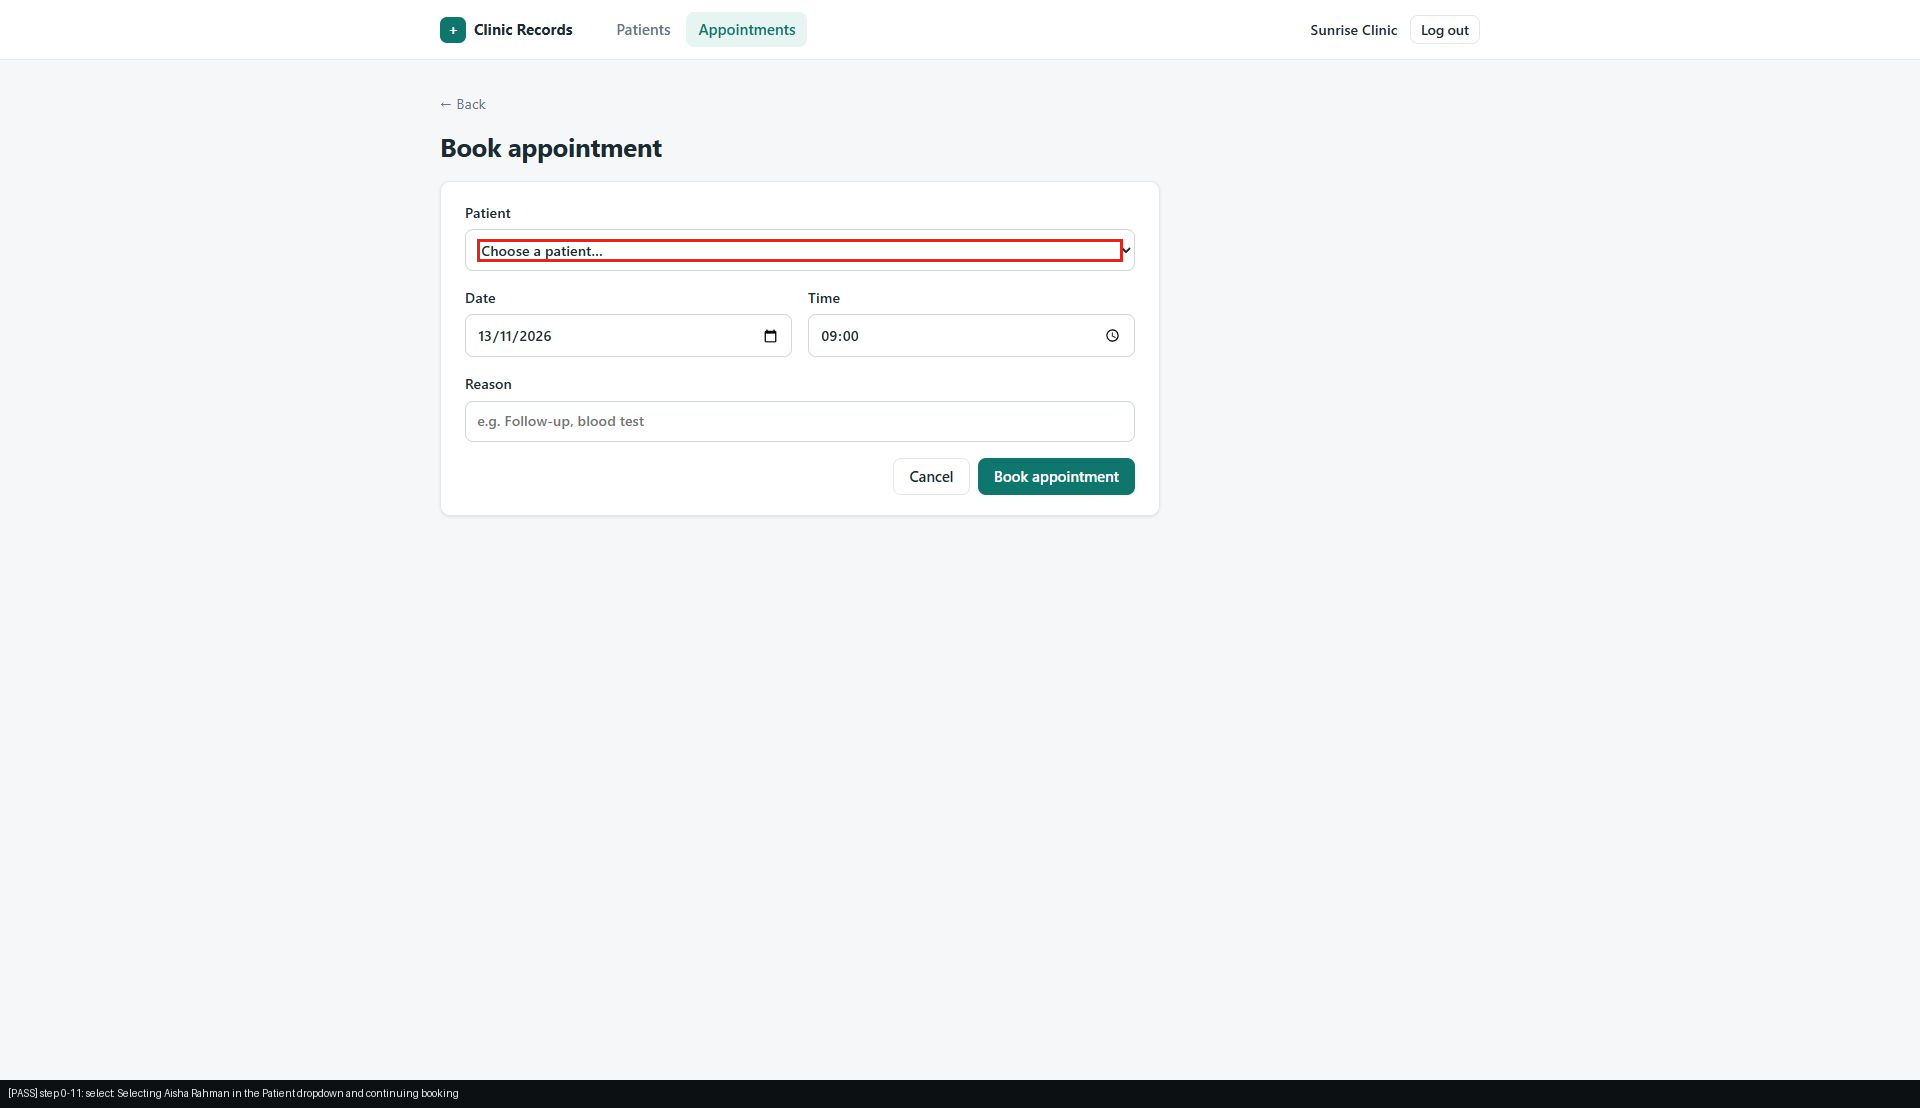 + Clinic Records Patients Appointments Sunrise Clinic Log out
← Back
Book appointment
Patient
Choose a patient...
Date Time
13/11/2026 09:00
Reason
e.g. Follow-up, blood test
Cancel Book appointment
[PASS] step 0-11: select: Selecting Aisha Rahman in the Patient dropdown and continuing booking